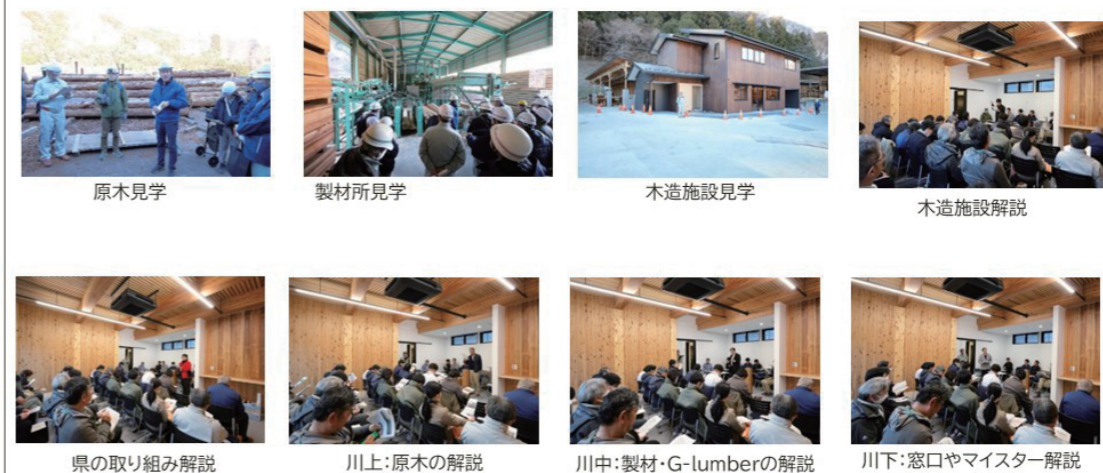 原木見学
製材所見学
木造施設見学
木造施設解説
県の取り組み解説
川上:原木の解説
川中:製材・G-lumberの解説
川下:窓口やマイスター解説